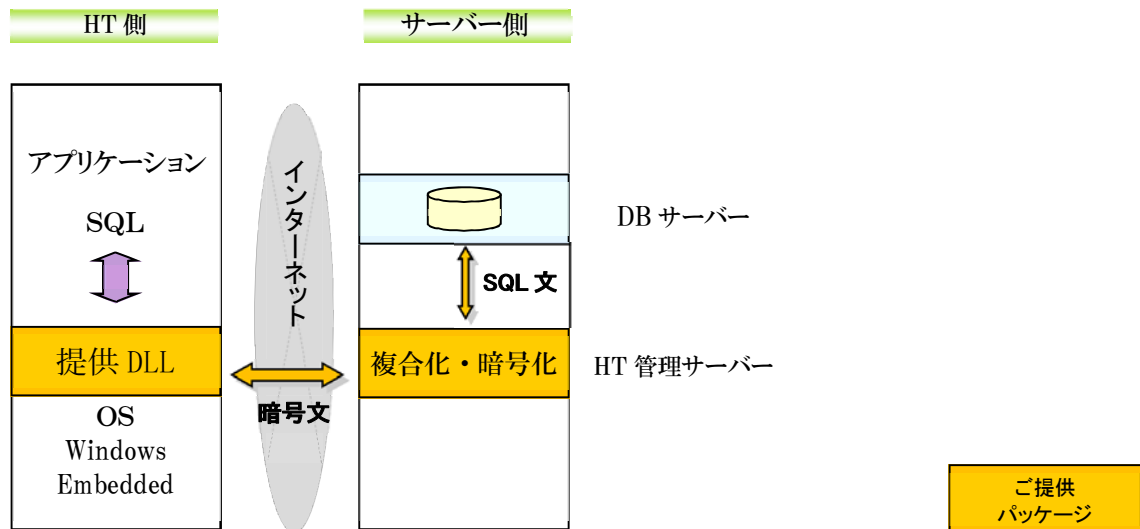 HT 側
サーバー側
アプリケーション
SQL
インターネット
DB サーバー
SQL 文
提供 DLL
複合化・暗号化
HT 管理サーバー
暗号文
OS
Windows
Embedded
ご提供
パッケージ